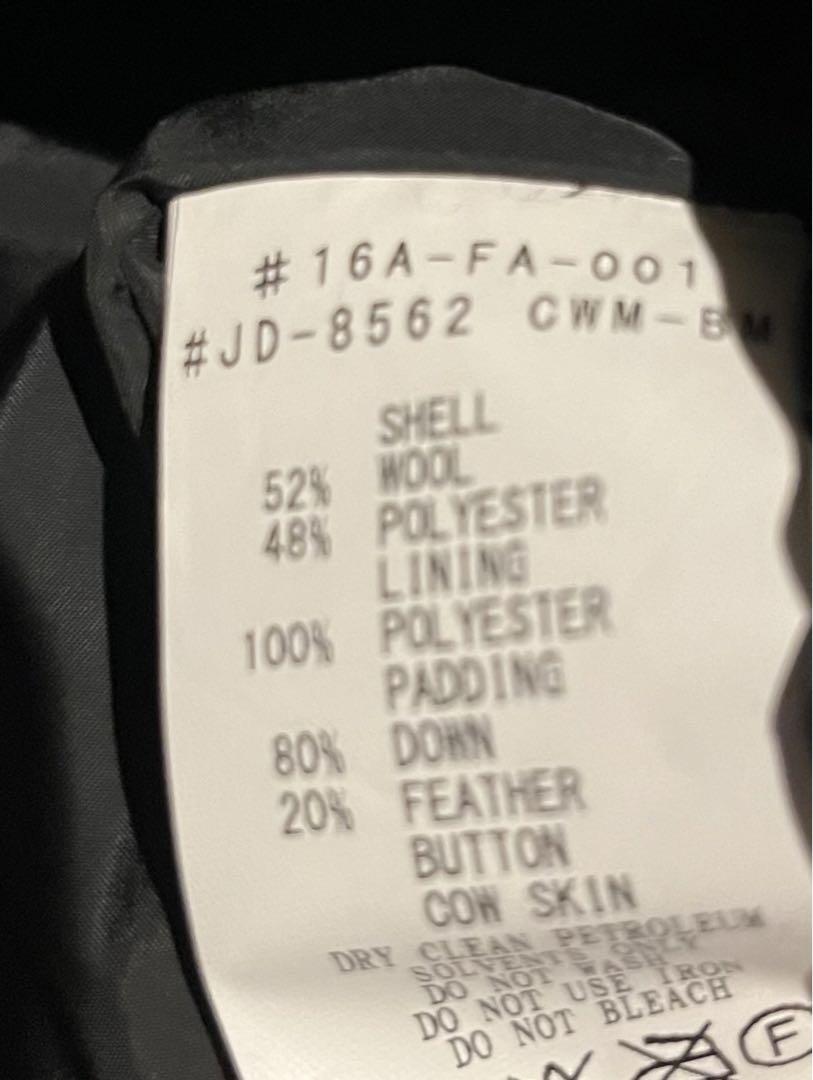 #16A-FA-001
#JD-8562 CWM-BM
SHELL
52% WOOL
48% POLYESTER
LINING
100% POLYESTER
PADDING
80% DOWN
20% FEATHER
BUTTON
COW SKIN
DRY CLEAN PETROLEUM
SOLVENTS ONLY
DO NOT WASH
DO NOT USE IRON
DO NOT BLEACH
F